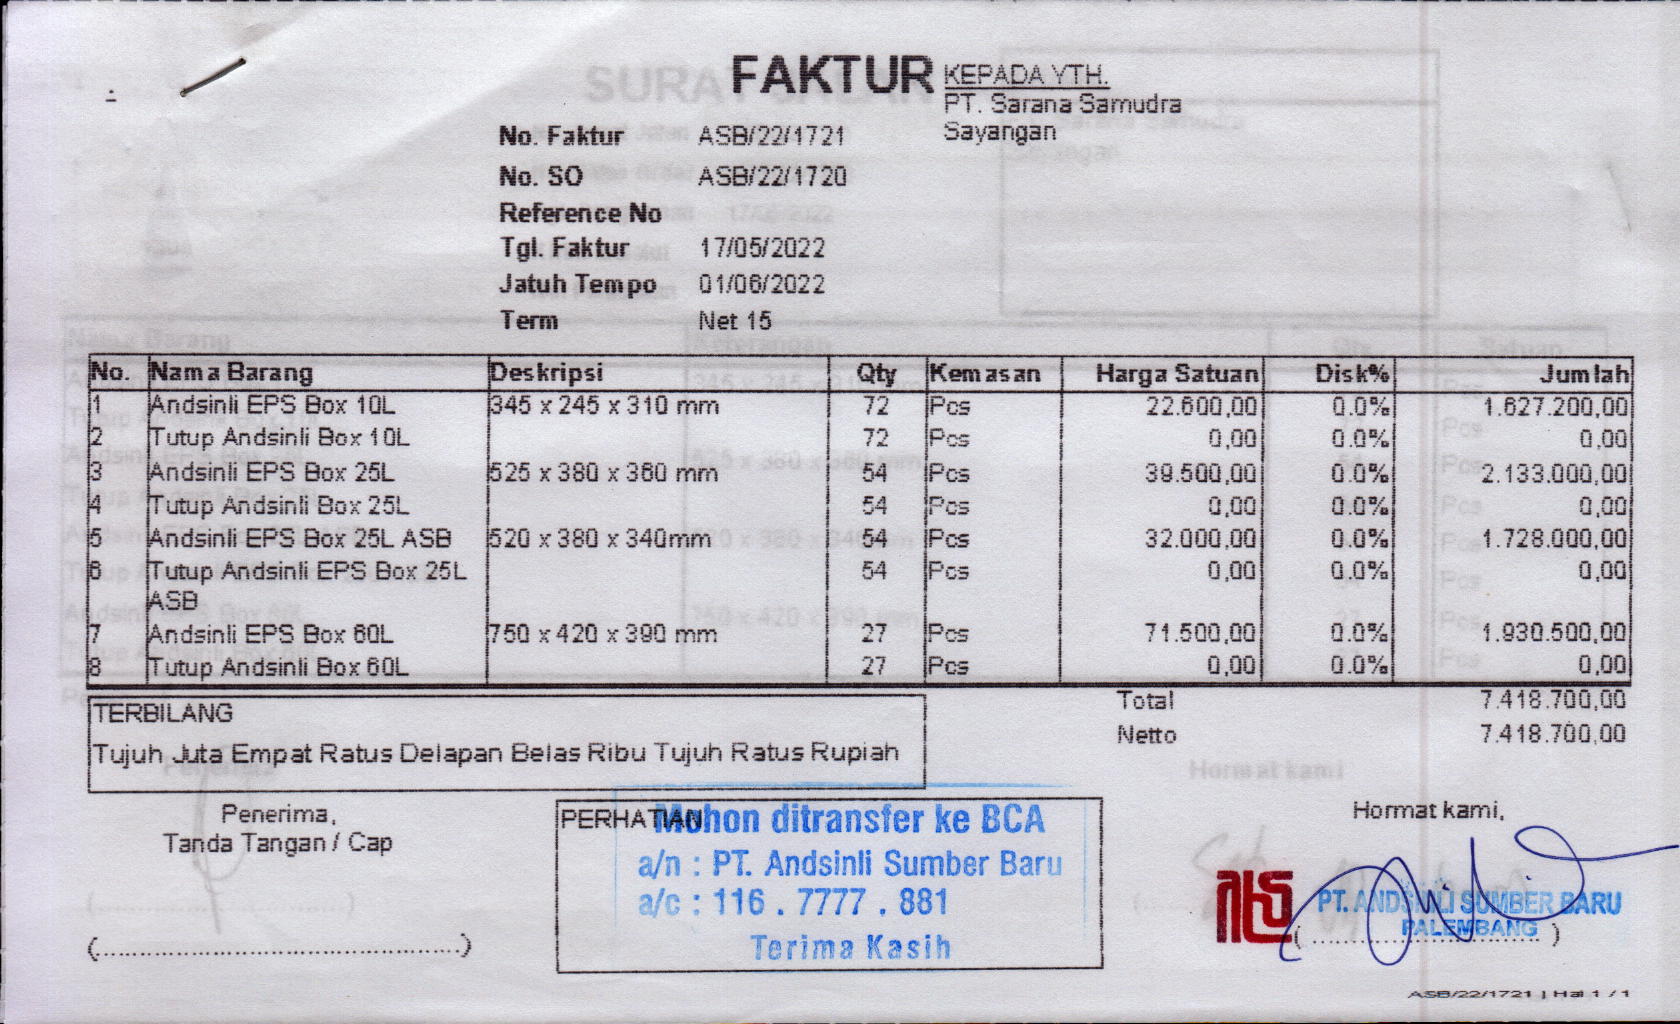 FAKTUR
KEPADA YTH.
PT. Sarana Samudra
Sayangan
No. Faktur ASB/22/1721
No. SO ASB/22/1720
Reference No
Tgl. Faktur 17/05/2022
Jatuh Tempo 01/06/2022
Term Net 15
No. Nama Barang Deskripsi Qty Kemasan Harga Satuan Disk% Jumlah
1 Andsinli EPS Box 10L 345 x 245 x 310 mm 72 Pcs 22.600,00 0.0% 1.627.200,00
2 Tutup Andsinli Box 10L 72 Pcs 0,00 0.0% 0,00
3 Andsinli EPS Box 25L 525 x 380 x 360 mm 54 Pcs 39.500,00 0.0% 2.133.000,00
4 Tutup Andsinli Box 25L 54 Pcs 0,00 0.0% 0,00
5 Andsinli EPS Box 25L ASB 520 x 380 x 340mm 54 Pcs 32.000,00 0.0% 1.728.000,00
6 Tutup Andsinli EPS Box 25L 54 Pcs 0,00 0.0% 0,00
ASB
7 Andsinli EPS Box 60L 750 x 420 x 390 mm 27 Pcs 71.500,00 0.0% 1.930.500,00
8 Tutup Andsinli Box 60L 27 Pcs 0,00 0.0% 0,00
Total 7.418.700,00
Netto 7.418.700,00
TERBILANG
Tujuh Juta Empat Ratus Delapan Belas Ribu Tujuh Ratus Rupiah
Penerima,
Tanda Tangan / Cap
(............................................)
PERHATIAN
Mohon ditransfer ke BCA
a/n : PT. Andsinli Sumber Baru
a/c : 116 . 7777 . 881
Terima Kasih
Hormat kami,
PT. ANDSINLI SUMBER BARU
PALEMBANG
(............................)
ASB/22/1721 | Hal 1 / 1